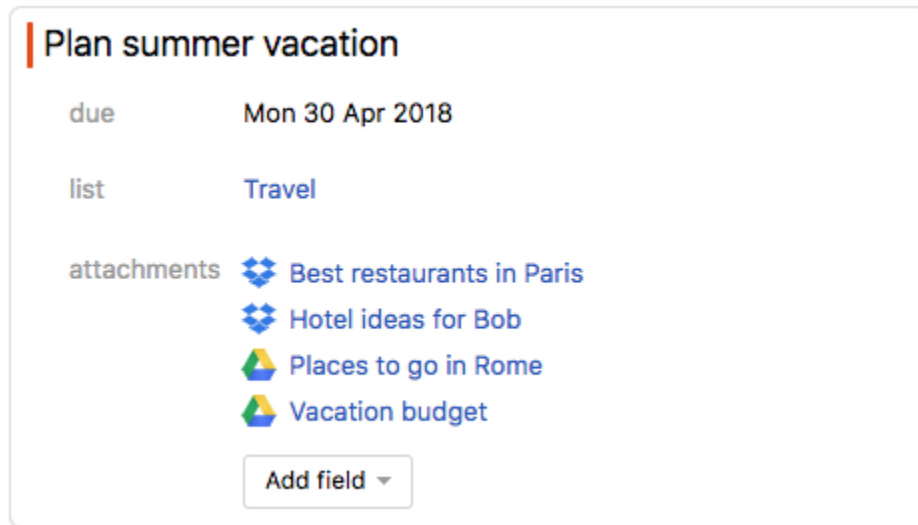 Plan summer vacation
due Mon 30 Apr 2018
list Travel
attachments Best restaurants in Paris
Hotel ideas for Bob
Places to go in Rome
Vacation budget
Add field